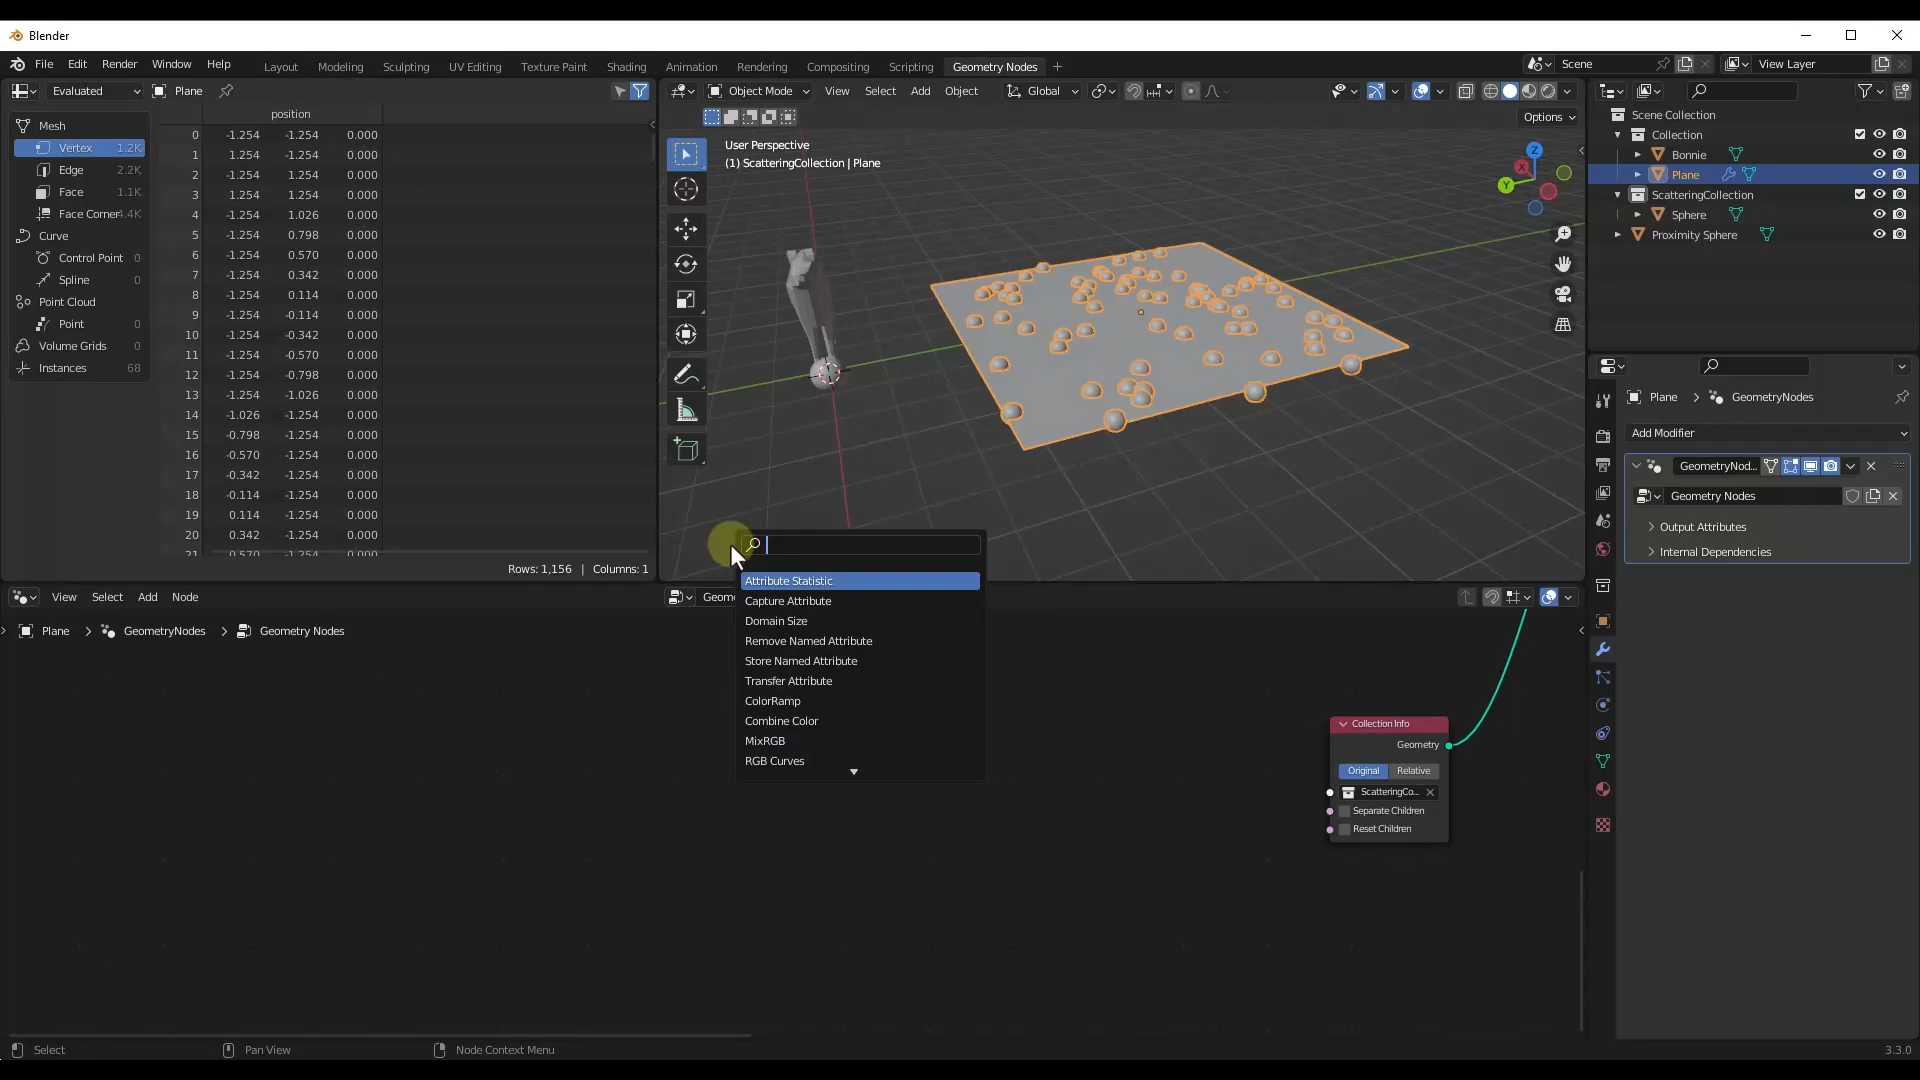 Blender
File Edit Render Window Help
Layout Modeling Sculpting UV Editing Texture Paint Shading Animation Rendering Compositing Scripting Geometry Nodes +
Scene
View Layer
Evaluated
Plane
position
Mesh
Vertex 1.2K
Edge 2.2K
Face 1.1K
Face Corner 4.4K
Curve
Control Point 0
Spline 0
Point Cloud
Point 0
Volume Grids 0
Instances 68
0 -1.254 -1.254 0.000
1 1.254 -1.254 0.000
2 -1.254 1.254 0.000
3 1.254 1.254 0.000
4 -1.254 1.026 0.000
5 -1.254 0.798 0.000
6 -1.254 0.570 0.000
7 -1.254 0.342 0.000
8 -1.254 0.114 0.000
9 -1.254 -0.114 0.000
10 -1.254 -0.342 0.000
11 -1.254 -0.570 0.000
12 -1.254 -0.798 0.000
13 -1.254 -1.026 0.000
14 -1.026 -1.254 0.000
15 -0.798 -1.254 0.000
16 -0.570 -1.254 0.000
17 -0.342 -1.254 0.000
18 -0.114 -1.254 0.000
19 0.114 -1.254 0.000
20 0.342 -1.254 0.000
21 0.570 -1.254 0.000
Rows: 1,156 | Columns: 1
Object Mode View Select Add Object Global
Options
User Perspective
(1) ScatteringCollection | Plane
Z
X
Y
Scene Collection
Collection
Bonnie
Plane
ScatteringCollection
Sphere
Proximity Sphere
Plane > GeometryNodes
Add Modifier
GeometryNod...
Geometry Nodes
Output Attributes
Internal Dependencies
View Select Add Node
Geom
Plane > GeometryNodes > Geometry Nodes
Attribute Statistic
Capture Attribute
Domain Size
Remove Named Attribute
Store Named Attribute
Transfer Attribute
ColorRamp
Combine Color
MixRGB
RGB Curves
Collection Info
Geometry
Original Relative
ScatteringCo...
Separate Children
Reset Children
Select
Pan View
Node Context Menu
3.3.0